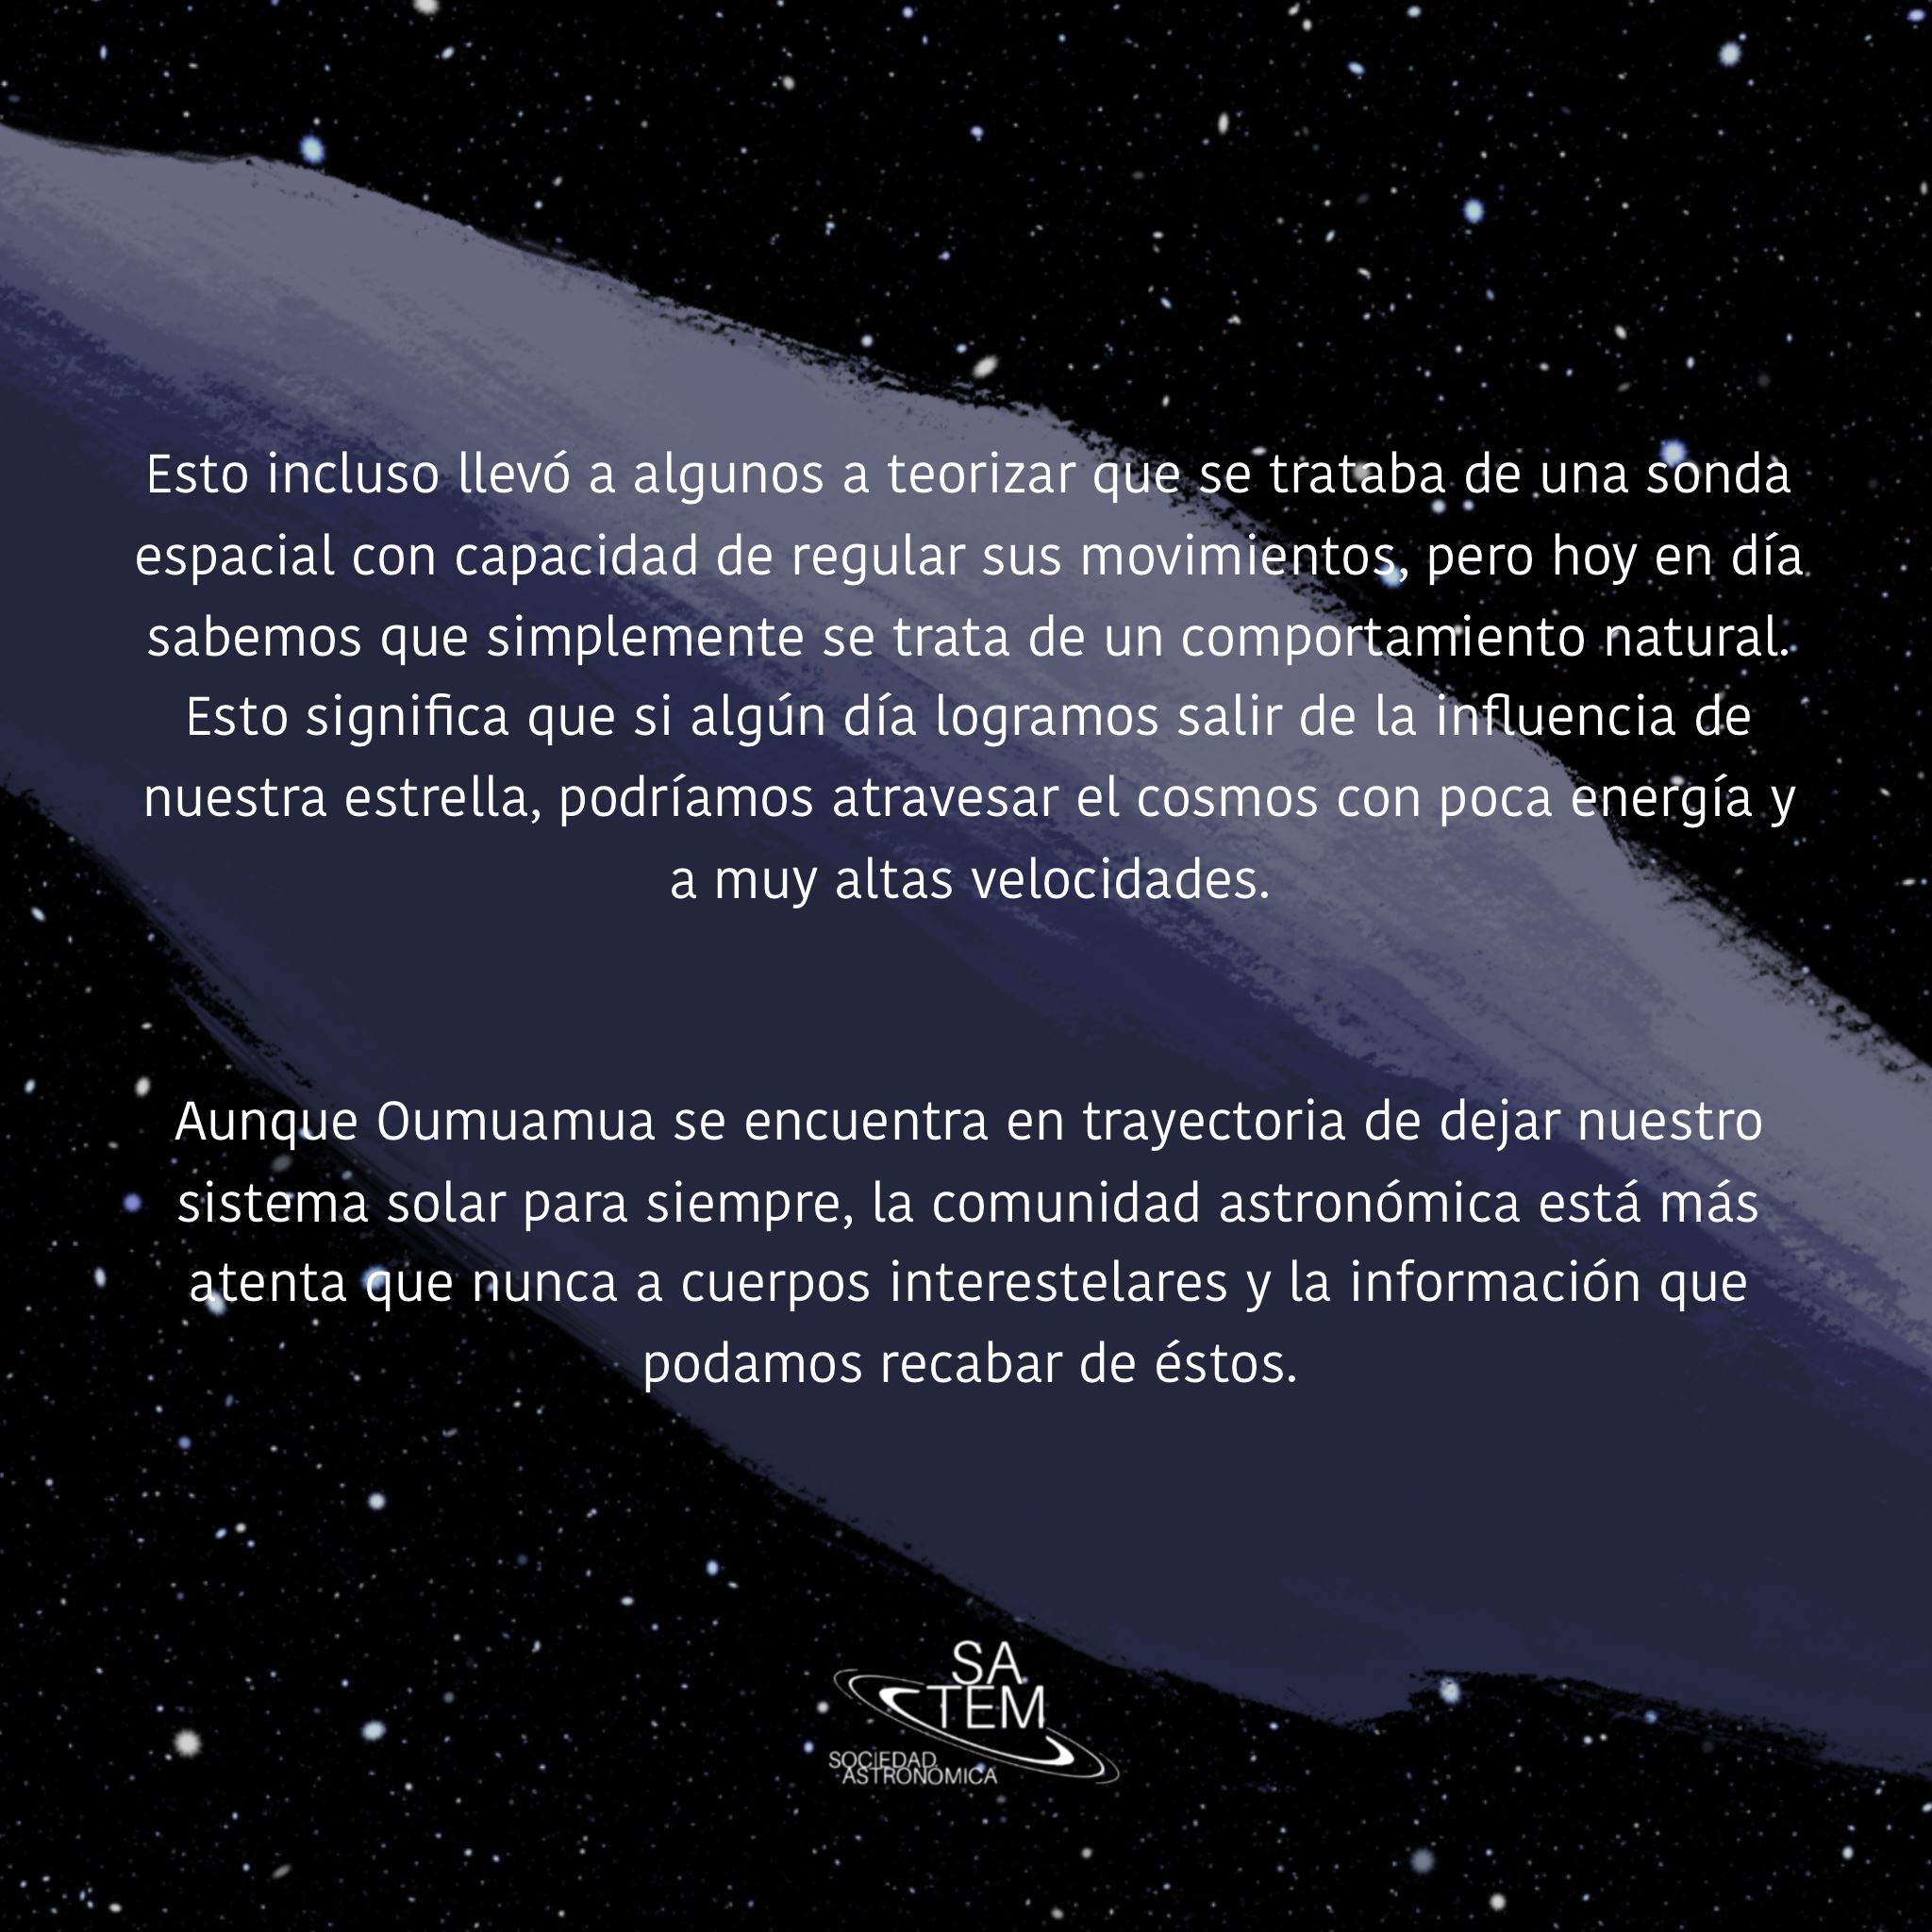 Esto incluso llevó a algunos a teorizar que se trataba de una sonda
espacial con capacidad de regular sus movimientos, pero hoy en día
sabemos que simplemente se trata de un comportamiento natural.
Esto significa que si algún día logramos salir de la influencia de
nuestra estrella, podríamos atravesar el cosmos con poca energía y
a muy altas velocidades.
Aunque Oumuamua se encuentra en trayectoria de dejar nuestro
sistema solar para siempre, la comunidad astronómica está más
atenta que nunca a cuerpos interestelares y la información que
podamos recabar de éstos.
SA
TEM
SOCIEDAD
ASTRONÓMICA